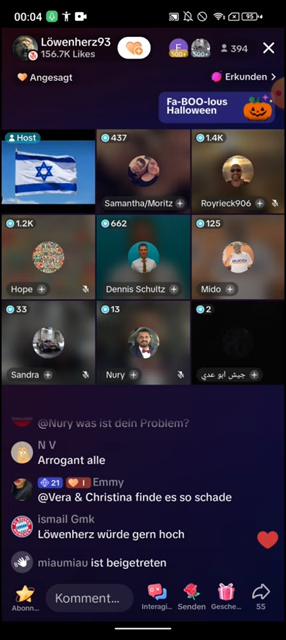 00:04
95
Löwenherz93
156.7K Likes
500+
500+
394
Angesagt
Erkunden >
Fa-BOO-lous
Halloween
Host
437
1.4K
Samantha/Moritz
Royrieck906
1.2K
662
125
Hope
Dennis Schultz
Mido
33
13
2
Sandra
Nury
جيش ابو عدي
@Nury was ist dein Problem?
N V
Arrogant alle
21 I Emmy
@Vera & Christina finde es so schade
ismail Gmk
Löwenherz würde gern hoch
miaumiau ist beigetreten
Kommente...
Abonn...
Interagi...
Senden
Gesche...
55